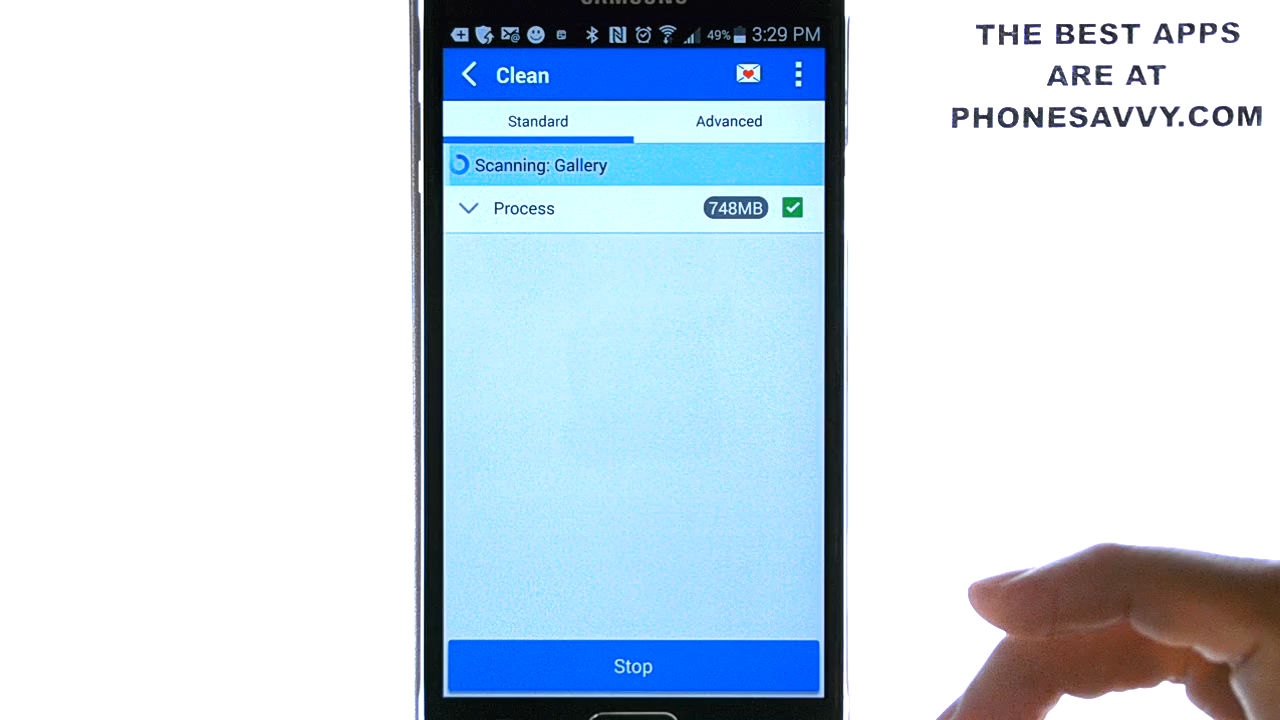 SAMSUNG
49% 3:29 PM
Clean
Standard
Advanced
Scanning: Gallery
Process 748MB
Stop
THE BEST APPS
ARE AT
PHONESAVVY.COM